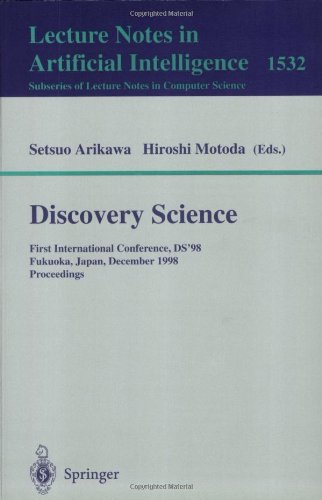 Lecture Notes in
Artificial Intelligence 1532
Subseries of Lecture Notes in Computer Science
Setsuo Arikawa Hiroshi Motoda (Eds.)
Discovery Science
First International Conference, DS'98
Fukuoka, Japan, December 1998
Proceedings
Springer